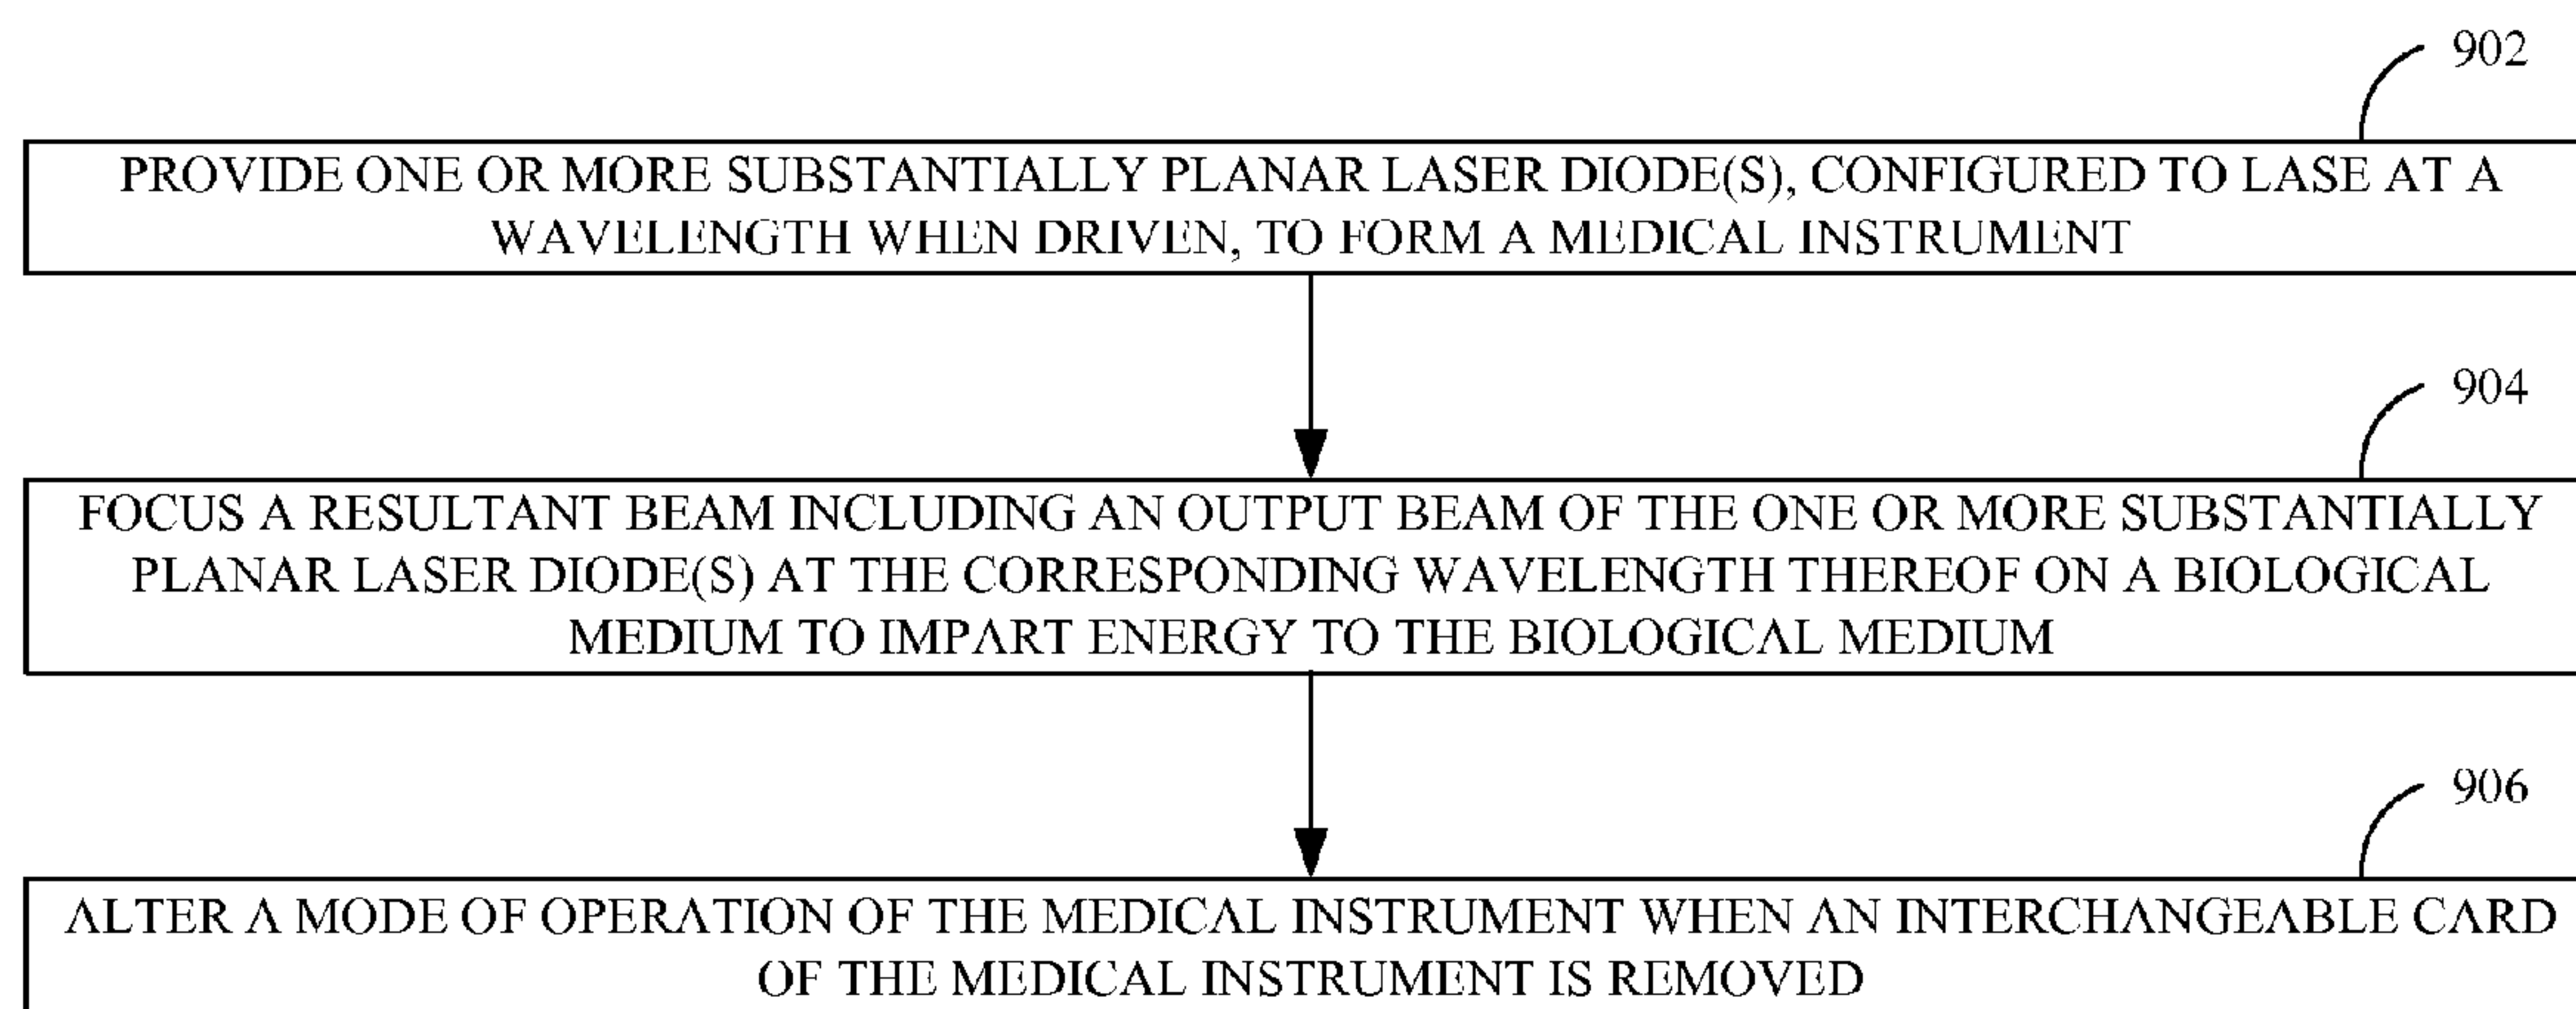 902
PROVIDE ONE OR MORE SUBSTANTIALLY PLANAR LASER DIODE(S), CONFIGURED TO LASE AT A
WAVELENGTH WHEN DRIVEN, TO FORM A MEDICAL INSTRUMENT
904
FOCUS A RESULTANT BEAM INCLUDING AN OUTPUT BEAM OF THE ONE OR MORE SUBSTANTIALLY
PLANAR LASER DIODE(S) AT THE CORRESPONDING WAVELENGTH THEREOF ON A BIOLOGICAL
MEDIUM TO IMPART ENERGY TO THE BIOLOGICAL MEDIUM
906
ALTER A MODE OF OPERATION OF THE MEDICAL INSTRUMENT WHEN AN INTERCHANGEABLE CARD
OF THE MEDICAL INSTRUMENT IS REMOVED